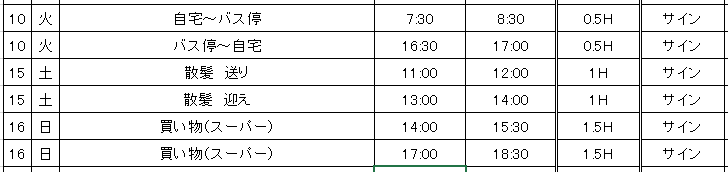 10 火 自宅～バス停 7:30 8:30 0.5H サイン
10 火 バス停～自宅 16:30 17:00 0.5H サイン
15 土 散髪 送り 11:00 12:00 1H サイン
15 土 散髪 迎え 13:00 14:00 1H サイン
16 日 買い物(スーパー) 14:00 15:30 1.5H サイン
16 日 買い物(スーパー) 17:00 18:30 1.5H サイン